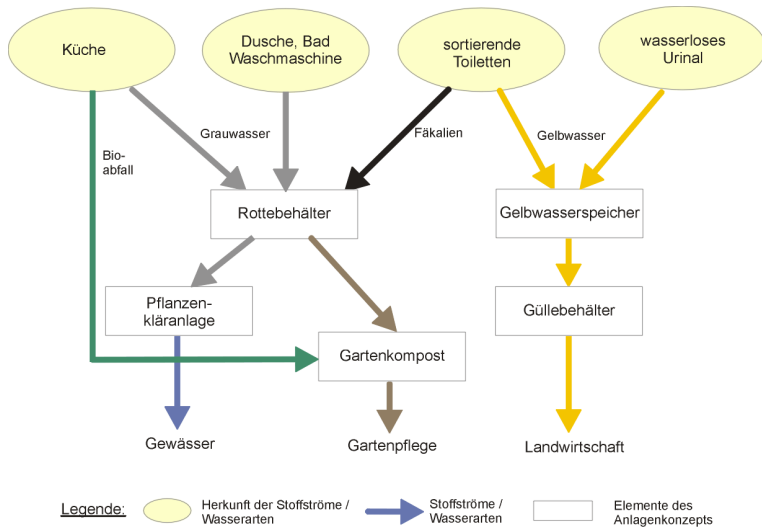 Küche
Dusche, Bad
Waschmaschine
sortierende
Toiletten
wasserloses
Urinal
Grauwasser
Fäkalien
Gelbwasser
Bio-
abfall
Rottebehälter
Gelbwasserspeicher
Pflanzen-
kläranlage
Güllebehälter
Gartenkompost
Gewässer
Gartenpflege
Landwirtschaft
Legende:
Herkunft der Stoffströme /
Wasserarten
Stoffströme /
Wasserarten
Elemente des
Anlagenkonzepts